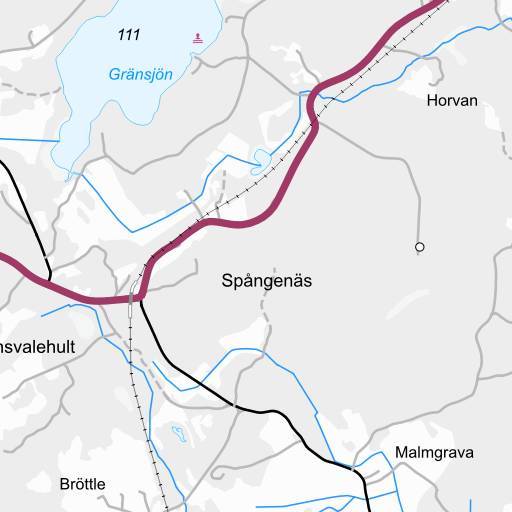 111
Gränsjön
Horvan
Spångenäs
nsvalehult
Malmgrava
Bröttle